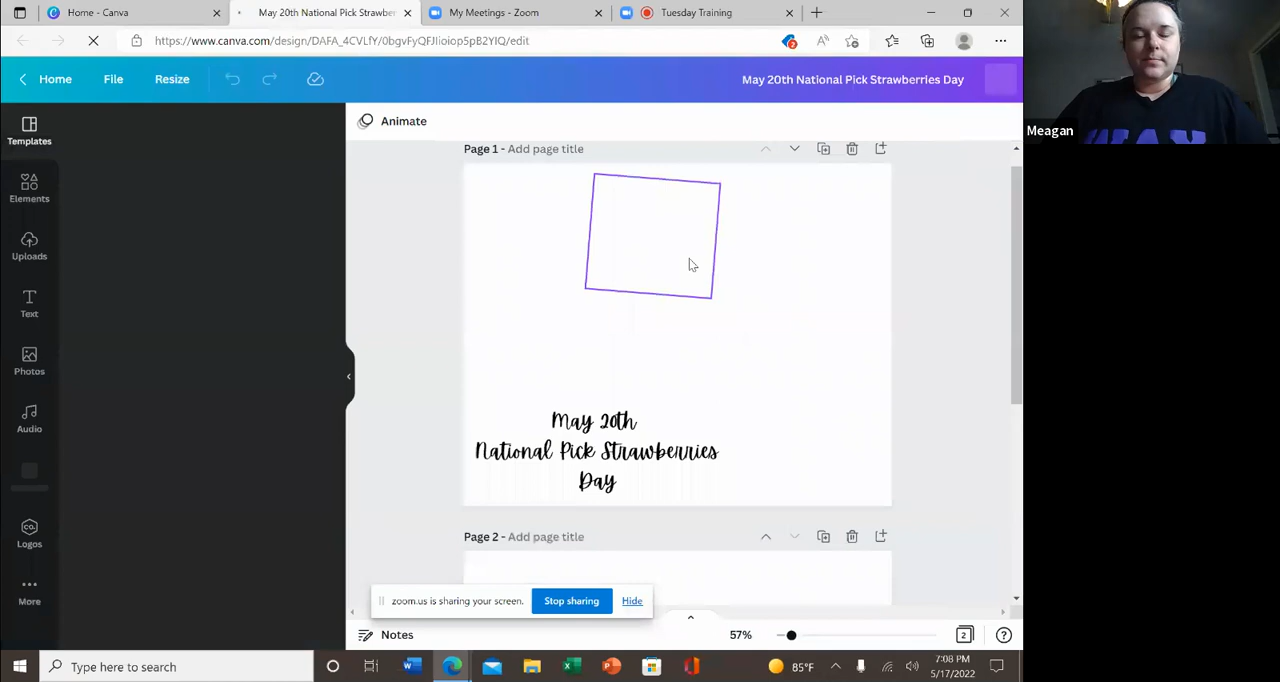 Home - Canva
May 20th National Pick Strawber
My Meetings - Zoom
Tuesday Training
https://www.canva.com/design/DAFA_4CVLfY/0bgvFyQFJIioiop5pB2YIQ/edit
2
Home
File
Resize
May 20th National Pick Strawberries Day
Templates
Elements
Uploads
Text
Photos
Audio
CO.
Logos
More
Animate
Page 1 - Add page title
May 20th
National Pick Strawberries
Day
Page 2 - Add page title
zoom.us is sharing your screen.
Stop sharing
Hide
Notes
57%
2
Type here to search
85°F
7:08 PM
5/17/2022
Meagan